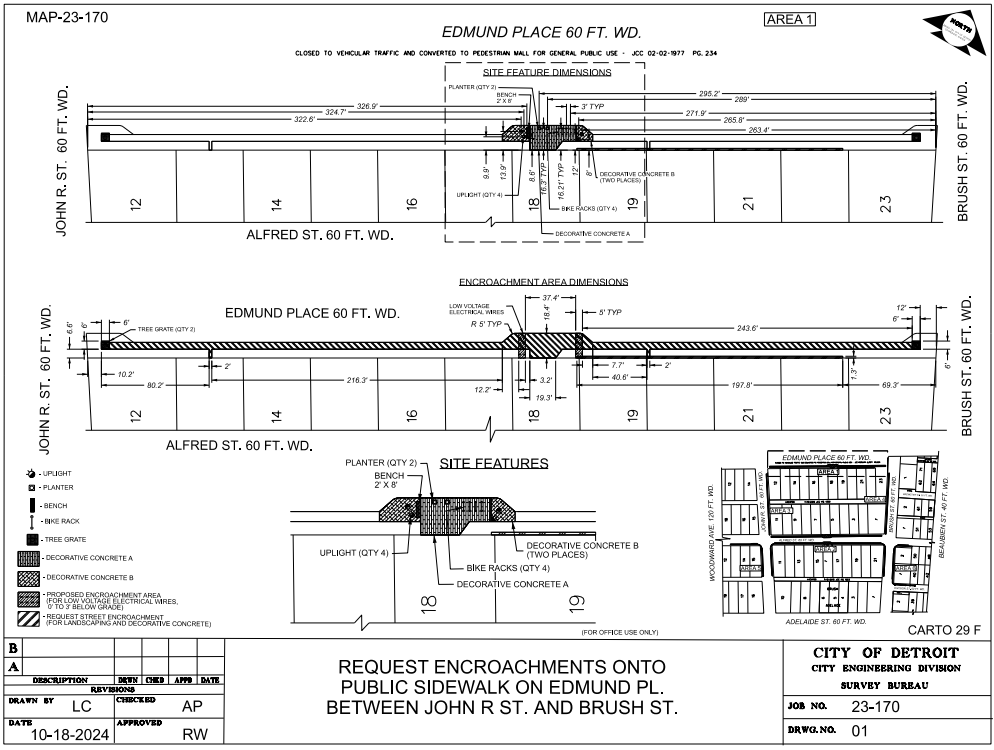 MAP-23-170
AREA 1
NORTH
EDMUND PLACE 60 FT. WD.
CLOSED TO VEHICULAR TRAFFIC AND CONVERTED TO PEDESTRIAN MALL FOR GENERAL PUBLIC USE - JCC 02-02-1977 PG. 234
SITE FEATURE DIMENSIONS
PLANTER (QTY 2)
BENCH
2' X 8'
295.2'
289'
3' TYP
326.9'
324.7'
322.6'
271.9'
265.8'
263.4'
JOHN R. ST. 60 FT. WD.
BRUSH ST. 60 FT. WD.
9.9'
13.9'
8.6'
16.3' TYP
16.21' TYP
12'
8'
DECORATIVE CONCRETE B
(TWO PLACES)
UPLIGHT (QTY 4)
BIKE RACKS (QTY 4)
DECORATIVE CONCRETE A
12
14
16
18
19
21
23
ALFRED ST. 60 FT. WD.
ENCROACHMENT AREA DIMENSIONS
EDMUND PLACE 60 FT. WD.
LOW VOLTAGE
ELECTRICAL WIRES
R 5' TYP
37.4'
18.4'
5' TYP
12'
6'
243.6'
6.6'
6'
6'
TREE GRATE (QTY 2)
JOHN R. ST. 60 FT. WD.
BRUSH ST. 60 FT. WD.
10.2'
80.2'
2'
216.3'
12.2'
3.2'
19.3'
7.7'
40.6'
2'
197.8'
1.3'
69.3'
6'
12
14
16
18
19
21
23
ALFRED ST. 60 FT. WD.
- UPLIGHT
- PLANTER
- BENCH
- BIKE RACK
- TREE GRATE
- DECORATIVE CONCRETE A
- DECORATIVE CONCRETE B
- PROPOSED ENCROACHMENT AREA
(FOR LOW VOLTAGE ELECTRICAL WIRES,
0' TO 3' BELOW GRADE)
- REQUEST STREET ENCROACHMENT
(FOR LANDSCAPING AND DECORATIVE CONCRETE)
SITE FEATURES
PLANTER (QTY 2)
BENCH
2' X 8'
UPLIGHT (QTY 4)
DECORATIVE CONCRETE B
(TWO PLACES)
BIKE RACKS (QTY 4)
DECORATIVE CONCRETE A
18
19
(FOR OFFICE USE ONLY)
EDMUND PLACE 60 FT. WD.
AREA 1
WOODWARD AVE. 120 FT. WD.
JOHN R. ST. 60 FT. WD.
BRUSH ST. 60 FT. WD.
BEAUBIEN ST. 40 FT. WD.
ADELAIDE ST. 60 FT. WD.
CARTO 29 F
B
A
DESCRIPTION DRWN CHKD APPD DATE
REVISIONS
DRAWN BY LC
CHECKED AP
DATE 10-18-2024
APPROVED RW
REQUEST ENCROACHMENTS ONTO
PUBLIC SIDEWALK ON EDMUND PL.
BETWEEN JOHN R ST. AND BRUSH ST.
CITY OF DETROIT
CITY ENGINEERING DIVISION
SURVEY BUREAU
JOB NO. 23-170
DRWG. NO. 01